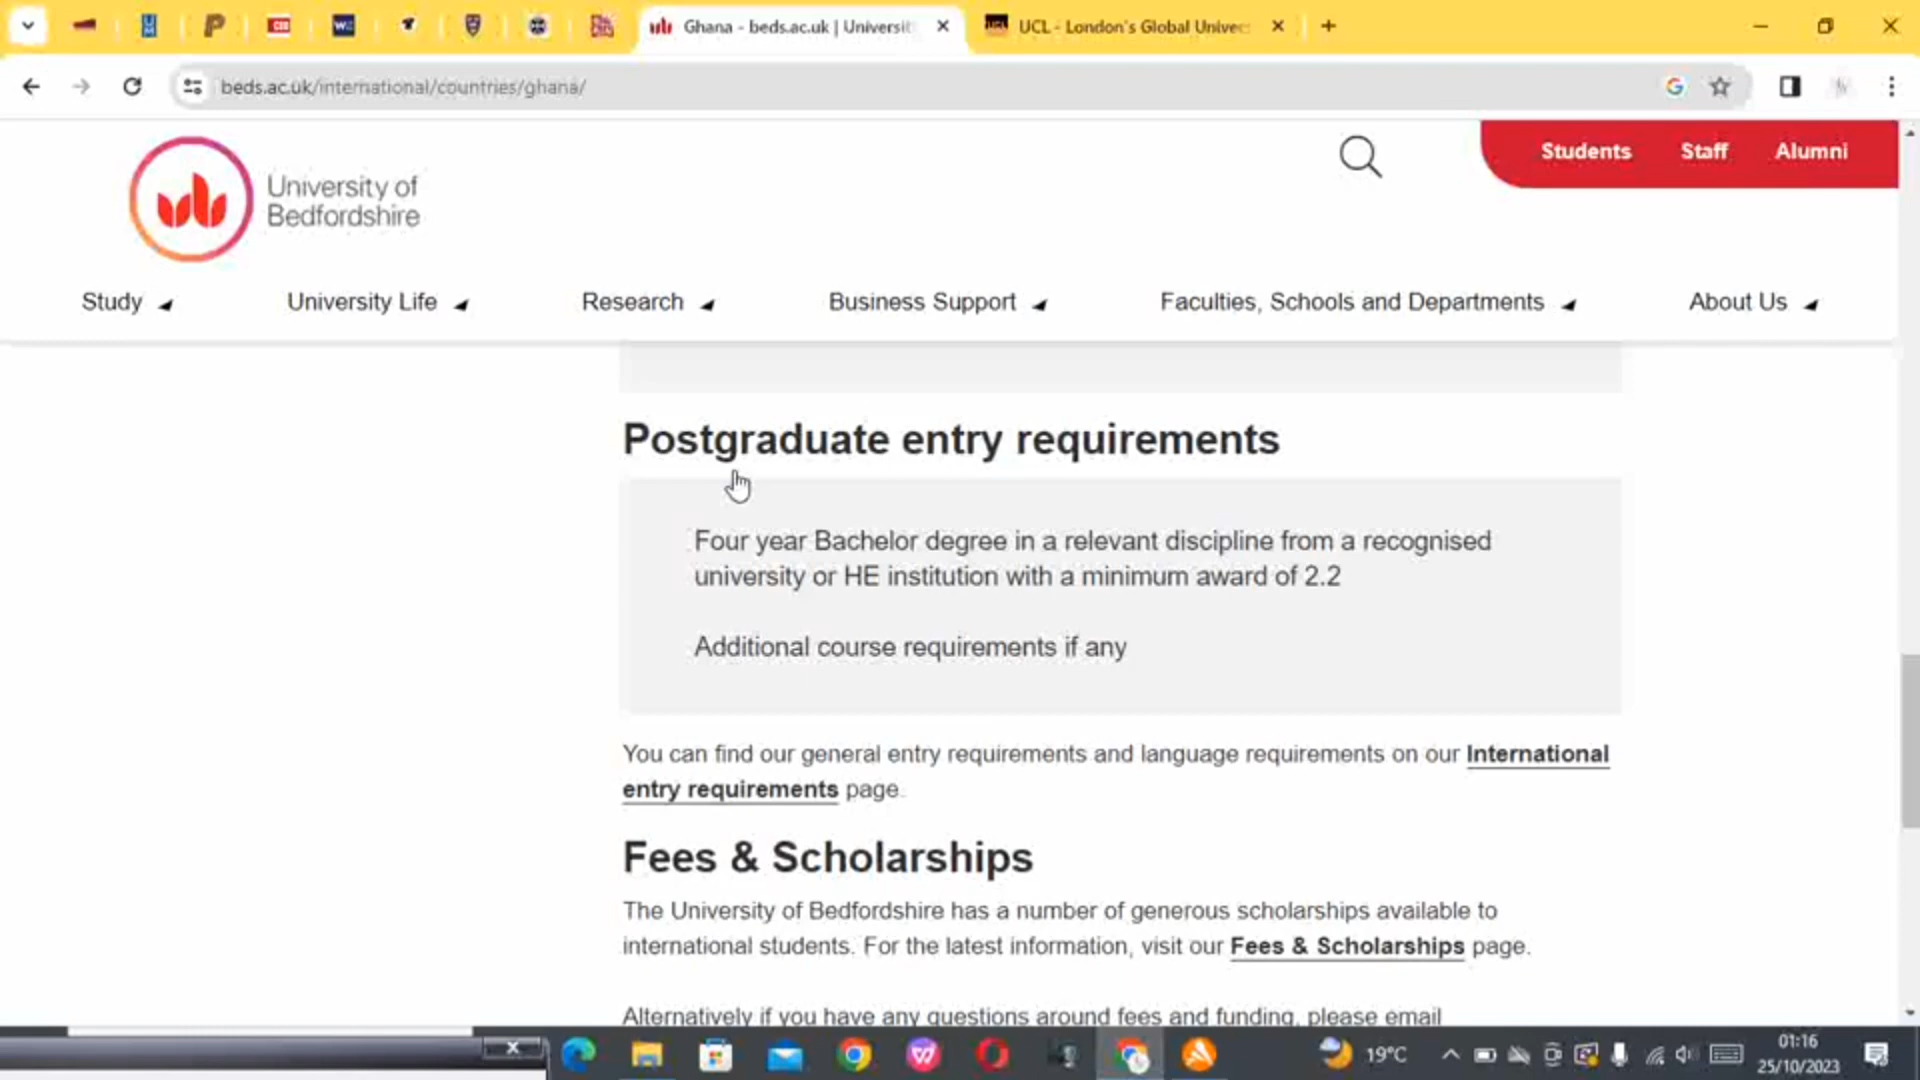 Ghana - beds.ac.uk | Universit
UCL - London's Global Univer
beds.ac.uk/international/countries/ghana/
Students Staff Alumni
University of
Bedfordshire
Study University Life Research Business Support Faculties, Schools and Departments About Us
Postgraduate entry requirements
Four year Bachelor degree in a relevant discipline from a recognised
university or HE institution with a minimum award of 2.2
Additional course requirements if any
You can find our general entry requirements and language requirements on our International
entry requirements page.
Fees & Scholarships
The University of Bedfordshire has a number of generous scholarships available to
international students. For the latest information, visit our Fees & Scholarships page.
Alternatively if you have any questions around fees and funding, please email
19°C
01:16
25/10/2023